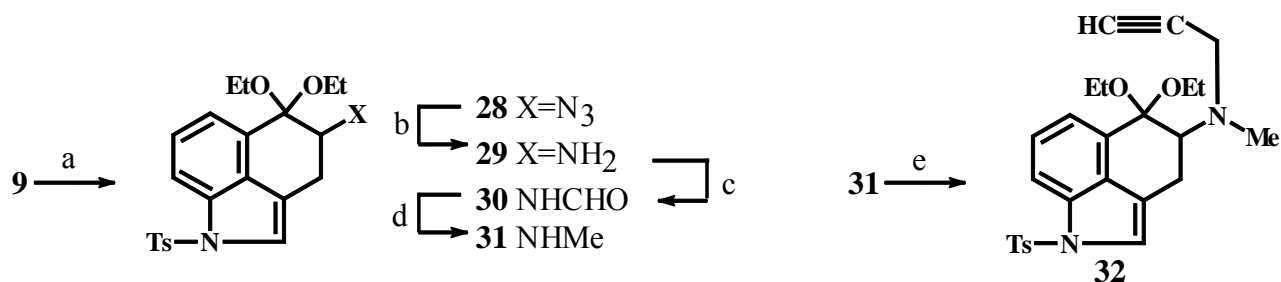 HC C
EtO OEt X
b 28 X=N3
29 X=NH2
9 a
c
30 NHCHO
d 31 NHMe
Ts N
EtO OEt
N
Me
31 e
Ts N
32